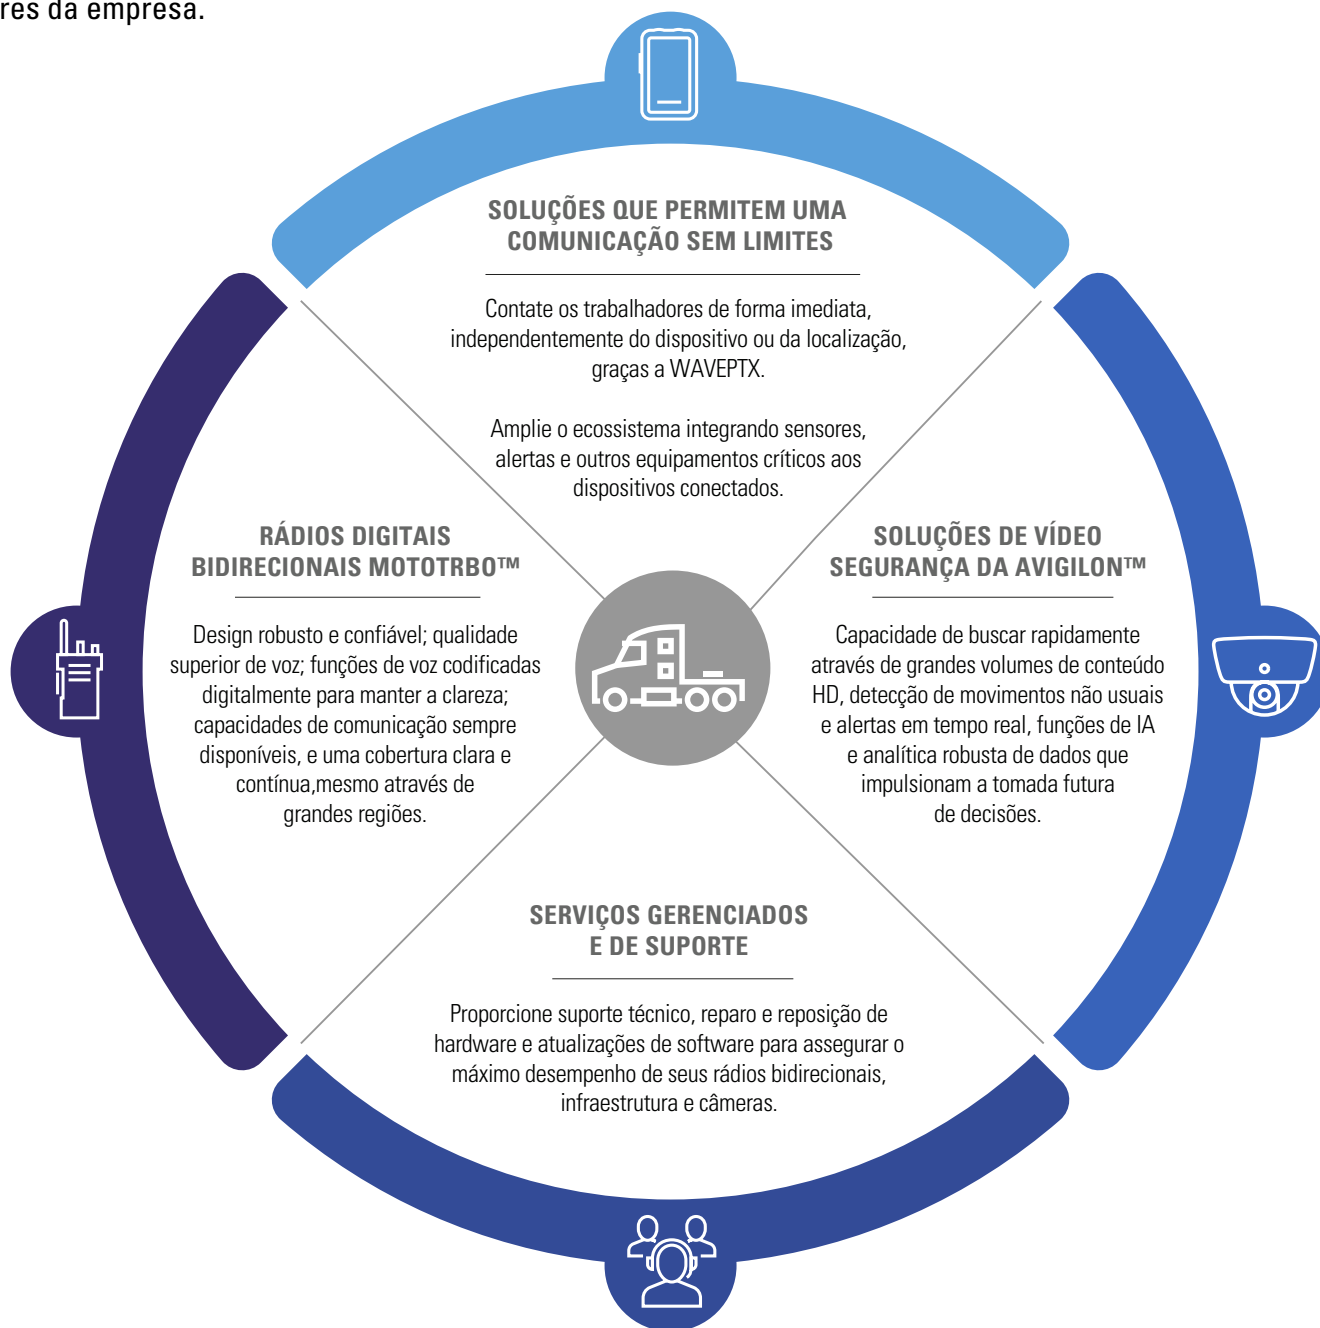 res da empresa.
SOLUÇÕES QUE PERMITEM UMA
COMUNICAÇÃO SEM LIMITES
Contate os trabalhadores de forma imediata,
independentemente do dispositivo ou da localização,
graças a WAVEPTX.
Amplie o ecossistema integrando sensores,
alertas e outros equipamentos críticos aos
dispositivos conectados.
RÁDIOS DIGITAIS
BIDIRECIONAIS MOTOTRBO™
Design robusto e confiável; qualidade
superior de voz; funções de voz codificadas
digitalmente para manter a clareza;
capacidades de comunicação sempre
disponíveis, e uma cobertura clara e
contínua,mesmo através de
grandes regiões.
SOLUÇÕES DE VÍDEO
SEGURANÇA DA AVIGILON™
Capacidade de buscar rapidamente
através de grandes volumes de conteúdo
HD, detecção de movimentos não usuais
e alertas em tempo real, funções de IA
e analítica robusta de dados que
impulsionam a tomada futura
de decisões.
SERVIÇOS GERENCIADOS
E DE SUPORTE
Proporcione suporte técnico, reparo e reposição de
hardware e atualizações de software para assegurar o
máximo desempenho de seus rádios bidirecionais,
infraestrutura e câmeras.